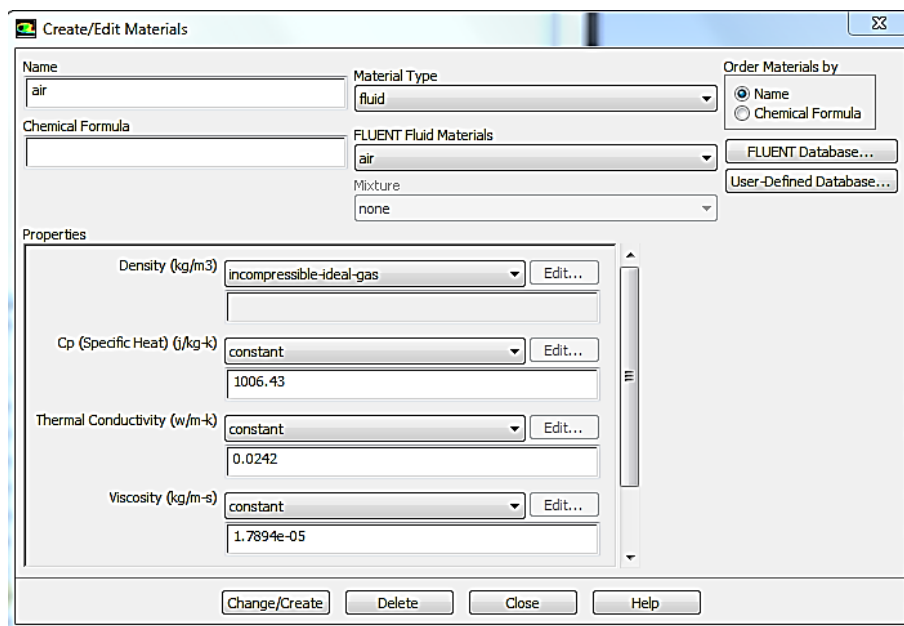 Create/Edit Materials
Name
air
Chemical Formula
Material Type
fluid
FLUENT Fluid Materials
air
Mixture
none
Order Materials by
Name
Chemical Formula
FLUENT Database...
User-Defined Database...
Properties
Density (kg/m3)
incompressible-ideal-gas
Edit...
Cp (Specific Heat) (j/kg-k)
constant
Edit...
1006.43
Thermal Conductivity (w/m-k)
constant
Edit...
0.0242
Viscosity (kg/m-s)
constant
Edit...
1.7894e-05
Change/Create
Delete
Close
Help